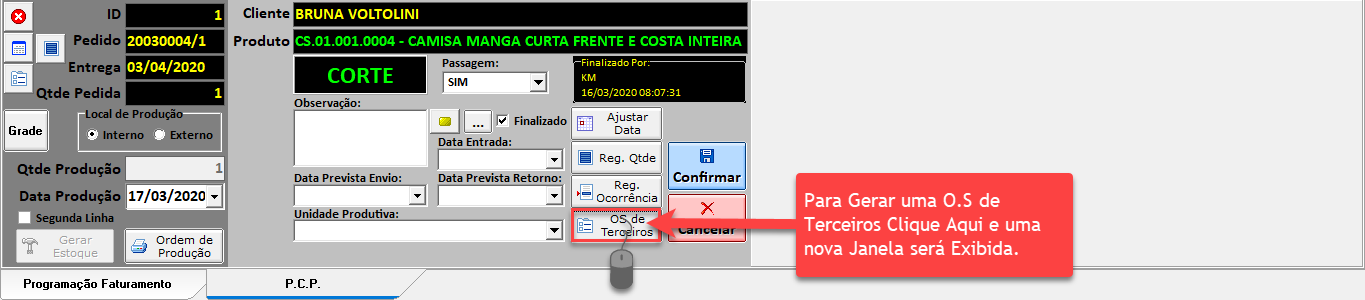 ID 1
Pedido 20030004/1
Entrega 03/04/2020
Qtde Pedida 1
Grade
Local de Produção
Interno Externo
Qtde Produção 1
Data Produção 17/03/2020
Segunda Linha
Gerar
Estoque
Ordem de
Produção
Cliente BRUNA VOLTOLINI
Produto CS.01.001.0004 - CAMISA MANGA CURTA FRENTE E COSTA INTEIRA
CORTE
Passagem:
SIM
Finalizado Por:
KM
16/03/2020 08:07:31
Observação:
... Finalizado
Data Entrada:
Data Prevista Envio: Data Prevista Retorno:
Unidade Produtiva:
Ajustar
Data
Reg. Qtde
Reg.
Ocorrência
OS de
Terceiros
Confirmar
Cancelar
Para Gerar uma O.S de
Terceiros Clique Aqui e uma
nova Janela será Exibida.
Programação Faturamento P.C.P.